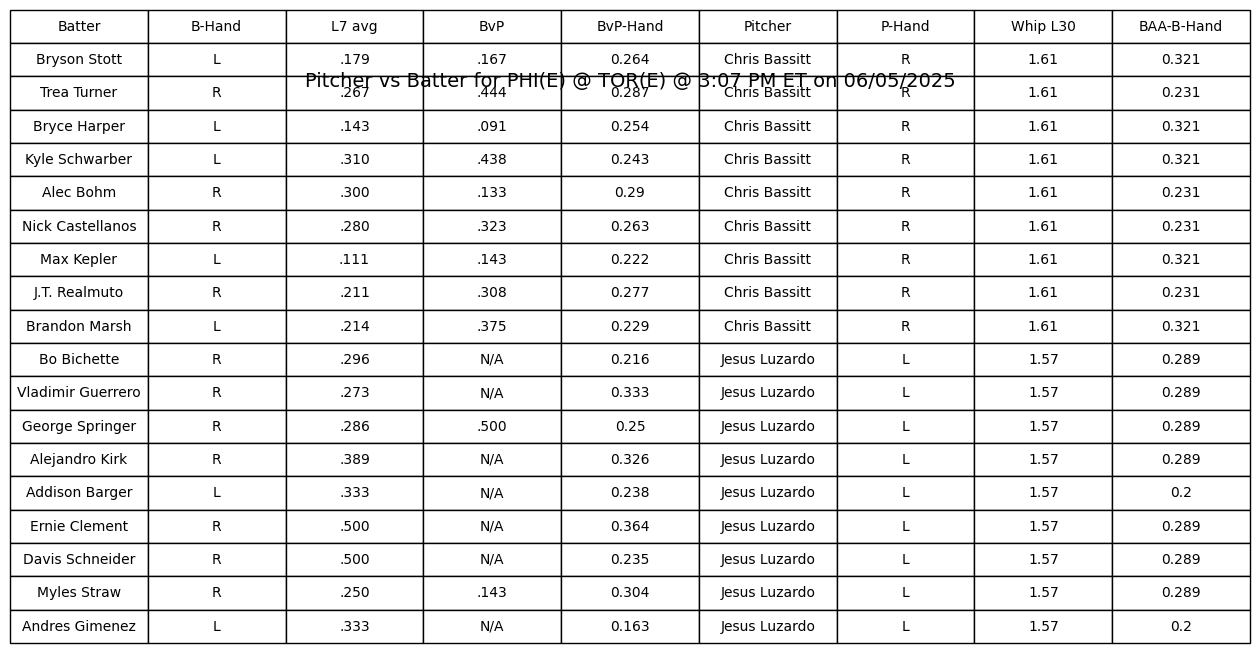 Batter B-Hand L7 avg BvP BvP-Hand Pitcher P-Hand Whip L30 BAA-B-Hand
Bryson Stott L .179 .167 0.264 Chris Bassitt R 1.61 0.321
Pitcher vs Batter for PHI(E) @ TOR(E) @ 3:07 PM ET on 06/05/2025
Trea Turner R .267 .444 0.287 Chris Bassitt R 1.61 0.231
Bryce Harper L .143 .091 0.254 Chris Bassitt R 1.61 0.321
Kyle Schwarber L .310 .438 0.243 Chris Bassitt R 1.61 0.321
Alec Bohm R .300 .133 0.29 Chris Bassitt R 1.61 0.231
Nick Castellanos R .280 .323 0.263 Chris Bassitt R 1.61 0.231
Max Kepler L .111 .143 0.222 Chris Bassitt R 1.61 0.321
J.T. Realmuto R .211 .308 0.277 Chris Bassitt R 1.61 0.231
Brandon Marsh L .214 .375 0.229 Chris Bassitt R 1.61 0.321
Bo Bichette R .296 N/A 0.216 Jesus Luzardo L 1.57 0.289
Vladimir Guerrero R .273 N/A 0.333 Jesus Luzardo L 1.57 0.289
George Springer R .286 .500 0.25 Jesus Luzardo L 1.57 0.289
Alejandro Kirk R .389 N/A 0.326 Jesus Luzardo L 1.57 0.289
Addison Barger L .333 N/A 0.238 Jesus Luzardo L 1.57 0.2
Ernie Clement R .500 N/A 0.364 Jesus Luzardo L 1.57 0.289
Davis Schneider R .500 N/A 0.235 Jesus Luzardo L 1.57 0.289
Myles Straw R .250 .143 0.304 Jesus Luzardo L 1.57 0.289
Andres Gimenez L .333 N/A 0.163 Jesus Luzardo L 1.57 0.2